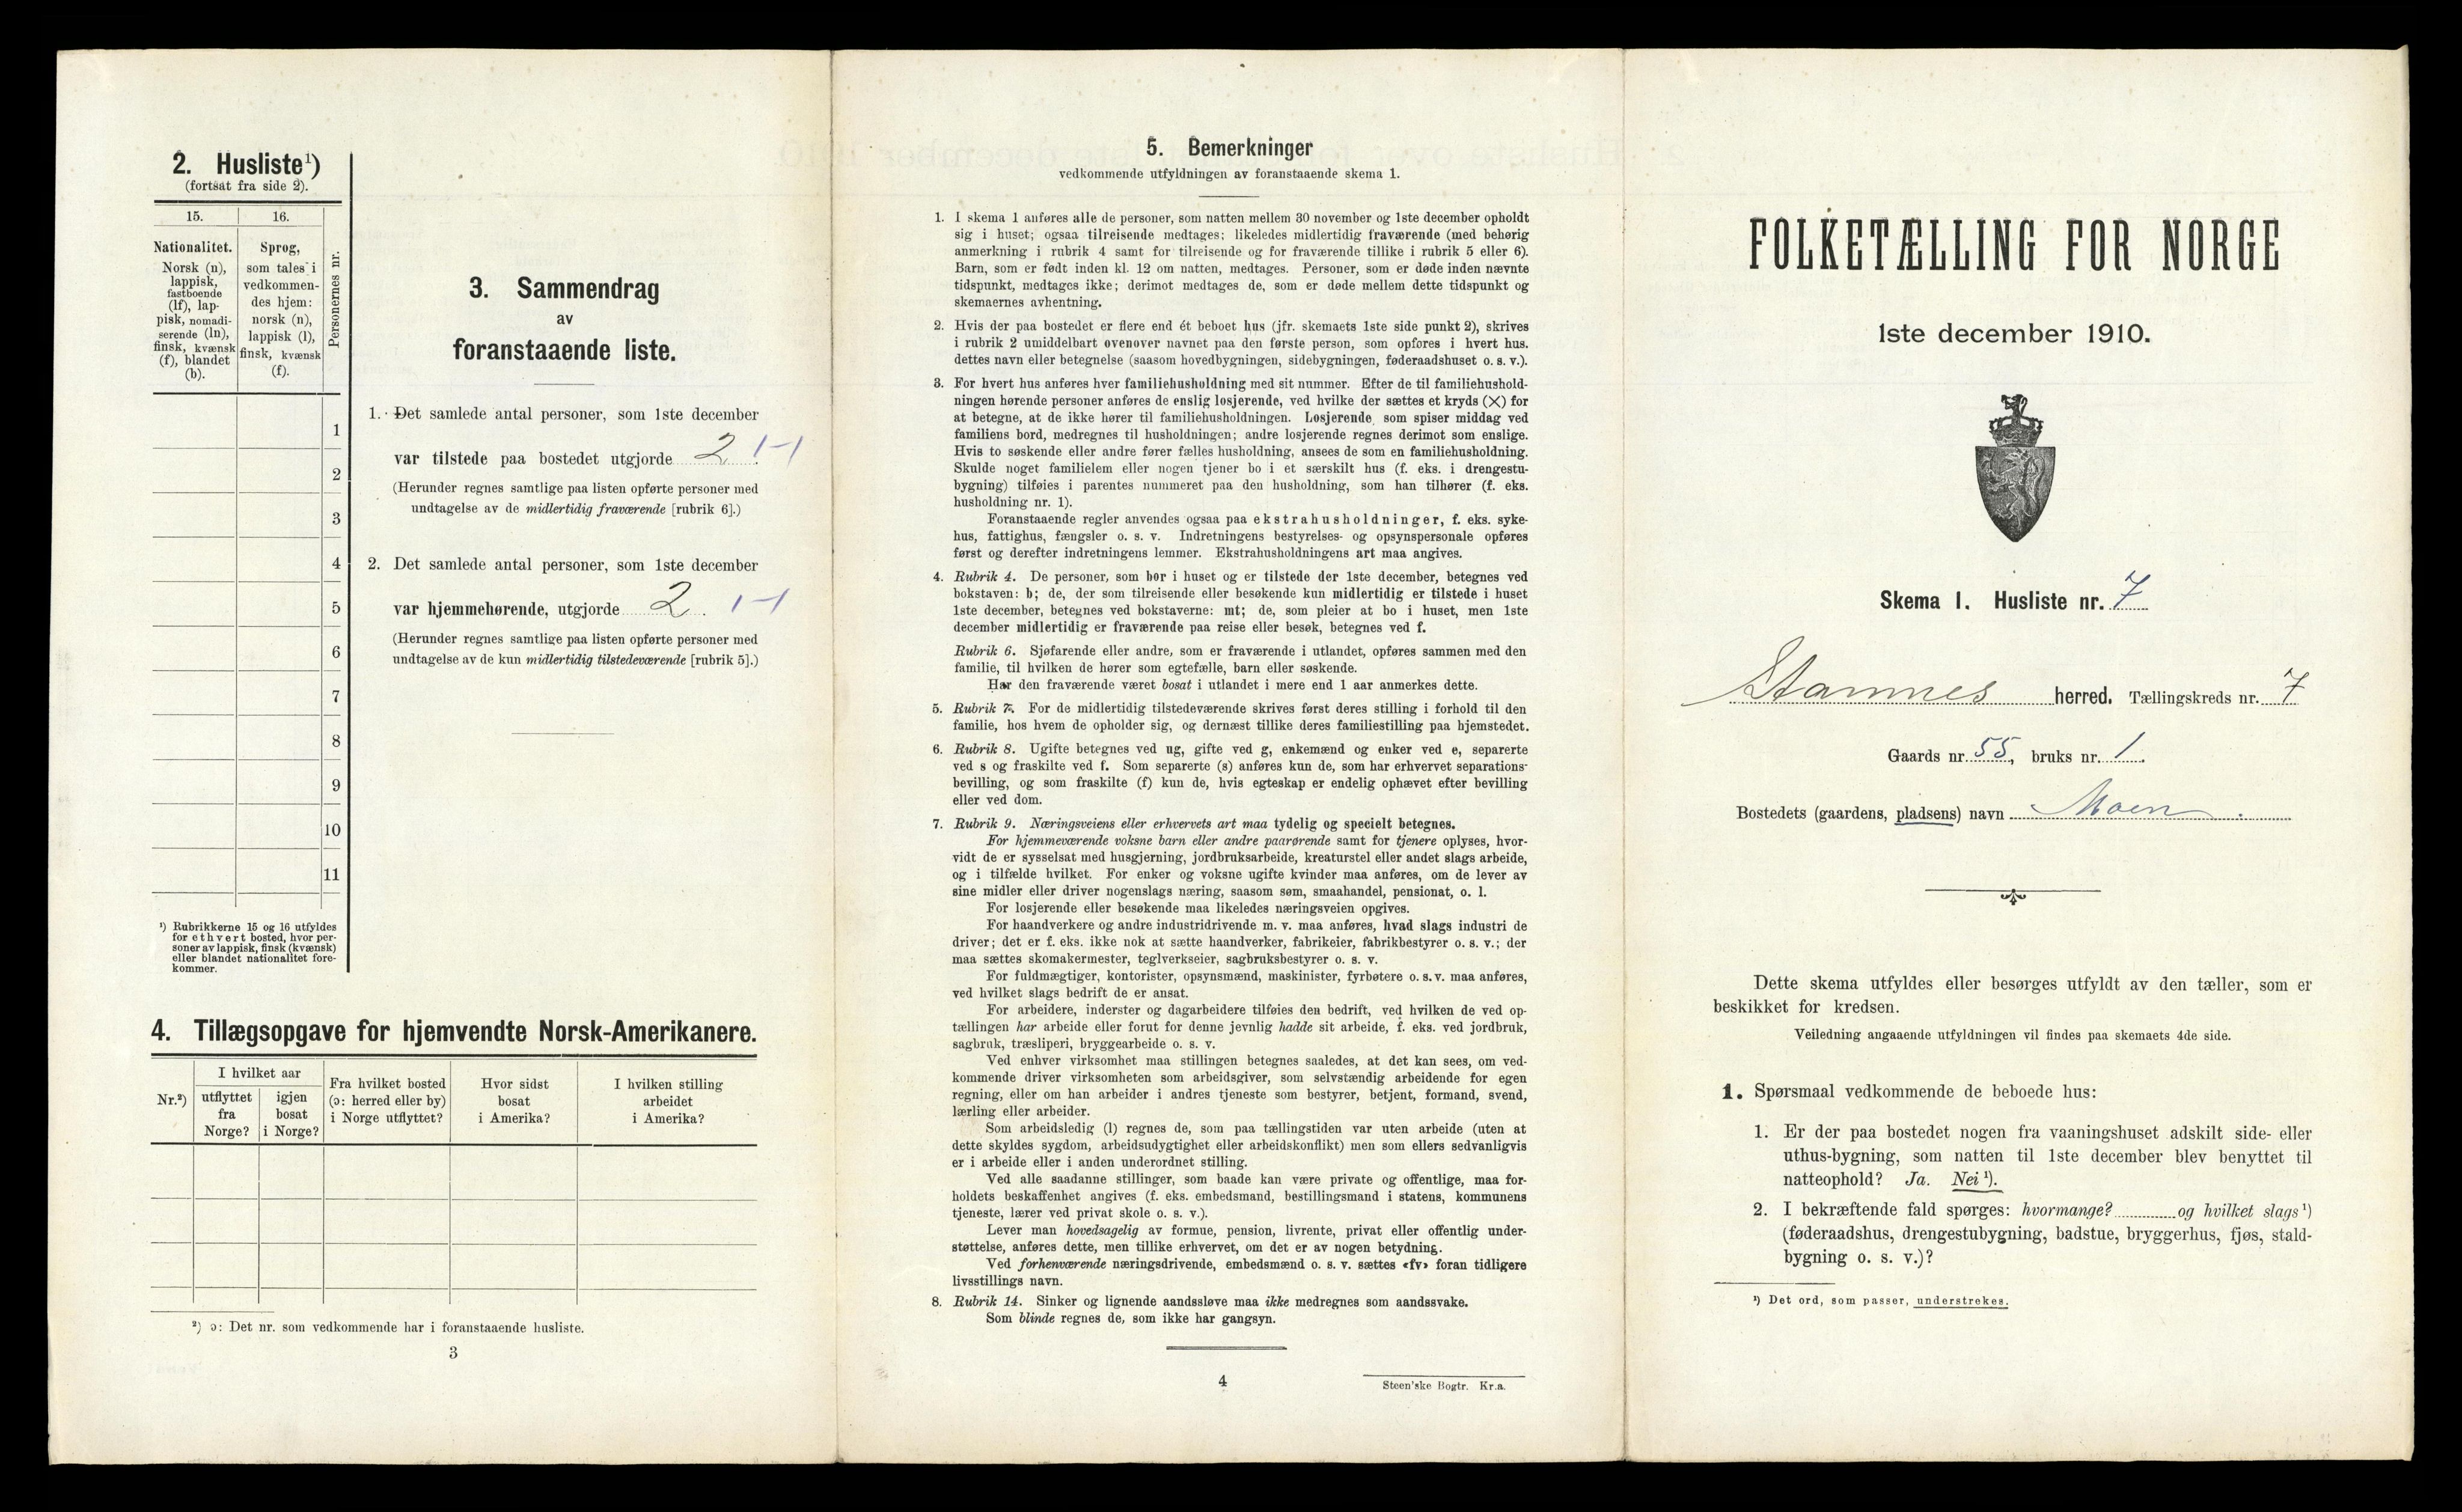 2. Husliste¹)
(fortsat fra side 2).
15. 16.
Nationalitet.
Norsk (n),
lappisk,
fastboende
(lf), lap-
pisk, nomadi-
serende (ln),
finsk, kvænsk
(f), blandet
(b).
Sprog,
som tales i
vedkommen-
des hjem:
norsk (n),
lappisk (l),
finsk, kvænsk
(f).
Personernes nr.
1
2
3
4
5
6
7
8
9
10
11
¹) Rubrikkerne 15 og 16 utfyldes
for ethvert bosted, hvor per-
soner av lappisk, finsk (kvænsk)
eller blandet nationalitet fore-
kommer.
3. Sammendrag
av
foranstaaende liste.
1. Det samlede antal personer, som 1ste december
var tilstede paa bostedet utgjorde 2 1-1
(Herunder regnes samtlige paa listen opførte personer med
undtagelse av de midlertidig fraværende [rubrik 6].)
2. Det samlede antal personer, som 1ste december
var hjemmehørende, utgjorde 2. 1-1
(Herunder regnes samtlige paa listen opførte personer med
undtagelse av de kun midlertidig tilstedeværende [rubrik 5].)
4. Tillægsopgave for hjemvendte Norsk-Amerikanere.
Nr.²)
I hvilket aar
utflyttet
fra
Norge?
igjen
bosat
i Norge?
Fra hvilket bosted
(ɔ: herred eller by)
i Norge utflyttet?
Hvor sidst
bosat
i Amerika?
I hvilken stilling
arbeidet
i Amerika?
²) ɔ: Det nr. som vedkommende har i foranstaaende husliste.
3
5. Bemerkninger
vedkommende utfyldningen av foranstaaende skema 1.
1. I skema 1 anføres alle de personer, som natten mellem 30 november og 1ste december opholdt
sig i huset; ogsaa tilreisende medtages; likeledes midlertidig fraværende (med behørig
anmerkning i rubrik 4 samt for tilreisende og for fraværende tillike i rubrik 5 eller 6).
Barn, som er født inden kl. 12 om natten, medtages. Personer, som er døde inden nævnte
tidspunkt, medtages ikke; derimot medtages de, som er døde mellem dette tidspunkt og
skemaernes avhentning.
2. Hvis der paa bostedet er flere end ét beboet hus (jfr. skemaets 1ste side punkt 2), skrives
i rubrik 2 umiddelbart ovenover navnet paa den første person, som opføres i hvert hus.
dettes navn eller betegnelse (saasom hovedbygningen, sidebygningen, føderaadshuset o. s. v.).
3. For hvert hus anføres hver familiehusholdning med sit nummer. Efter de til familiehushold-
ningen hørende personer anføres de enslig losjerende, ved hvilke der sættes et kryds (×) for
at betegne, at de ikke hører til familiehusholdningen. Losjerende som spiser middag ved
familiens bord, medregnes til husholdningen; andre losjerende regnes derimot som enslige.
Hvis to søskende eller andre fører fælles husholdning, ansees de som en familiehusholdning.
Skulde noget familielem eller nogen tjener bo i et særskilt hus (f. eks. i drengestu-
bygning) tilføies i parentes nummeret paa den husholdning, som han tilhører (f. eks.
husholdning nr. 1).
Foranstaaende regler anvendes ogsaa paa ekstrahusholdninger, f. eks. syke-
hus, fattighus, fængsler o. s. v. Indretningens bestyrelses- og opsynspersonale opføres
først og derefter indretningens lemmer. Ekstrahusholdningens art maa angives.
4. Rubrik 4. De personer, som bor i huset og er tilstede der 1ste december, betegnes ved
bokstaven: b; de, der som tilreisende eller besøkende kun midlertidig er tilstede i huset
1ste december, betegnes ved bokstaverne: mt; de, som pleier at bo i huset, men 1ste
december midlertidig er fraværende paa reise eller besøk, betegnes ved f.
Rubrik 6. Sjøfarende eller andre, som er fraværende i utlandet, opføres sammen med den
familie, til hvilken de hører som egtefælle, barn eller søskende.
Har den fraværende været bosat i utlandet i mere end 1 aar anmerkes dette.
5. Rubrik 7. For de midlertidig tilstedeværende skrives først deres stilling i forhold til den
familie, hos hvem de opholder sig, og dernæst tillike deres familiestilling paa hjemstedet.
6. Rubrik 8. Ugifte betegnes ved ug, gifte ved g, enkemænd og enker ved e, separerte
ved s og fraskilte ved f. Som separerte (s) anføres kun de, som har erhvervet separations-
bevilling, og som fraskilte (f) kun de, hvis egteskap er endelig ophævet efter bevilling
eller ved dom.
7. Rubrik 9. Næringsveiens eller erhvervets art maa tydelig og specielt betegnes.
For hjemmeværende voksne barn eller andre paarørende samt for tjenere oplyses, hvor-
vidt de er sysselsat med husgjerning, jordbruksarbeide, kreaturstel eller andet slags arbeide,
og i tilfælde hvilket. For enker og voksne ugifte kvinder maa anføres, om de lever av
sine midler eller driver nogenslags næring, saasom søm, smaahandel, pensionat, o. l.
For losjerende eller besøkende maa likeledes næringsveien opgives.
For haandverkere og andre industridrivende m. v. maa anføres, hvad slags industri de
driver; det er f. eks. ikke nok at sætte haandverker, fabrikeier, fabrikbestyrer o. s. v.; der
maa sættes skomakermester, teglverkseier, sagbruksbestyrer o. s. v.
For fuldmægtiger, kontorister, opsynsmænd, maskinister, fyrbøtere o. s. v. maa anføres,
ved hvilket slags bedrift de er ansat.
For arbeidere, inderster og dagarbeidere tilføies den bedrift, ved hvilken de ved op-
tællingen har arbeide eller forut for denne jevnlig hadde sit arbeide, f. eks. ved jordbruk,
sagbruk, træsliperi, bryggearbeide o. s. v.
Ved enhver virksomhet maa stillingen betegnes saaledes, at det kan sees, om ved-
kommende driver virksomheten som arbeidsgiver, som selvstændig arbeidende for egen
regning, eller om han arbeider i andres tjeneste som bestyrer, betjent, formand, svend,
lærling eller arbeider.
Som arbeidsledig (l) regnes de, som paa tællingstiden var uten arbeide (uten at
dette skyldes sygdom, arbeidsudygtighet eller arbeidskonflikt) men som ellers sedvanligvis
er i arbeide eller i anden underordnet stilling.
Ved alle saadanne stillinger, som baade kan være private og offentlige, maa for-
holdets beskaffenhet angives (f. eks. embedsmand, bestillingsmand i statens, kommunens
tjeneste, lærer ved privat skole o. s. v.).
Lever man hovedsagelig av formue, pension, livrente, privat eller offentlig under-
støttelse, anføres dette, men tillike erhvervet, om det er av nogen betydning.
Ved forhenværende næringsdrivende, embedsmænd o. s. v. sættes «fv» foran tidligere
livsstillings navn.
8. Rubrik 14. Sinker og lignende aandssløve maa ikke medregnes som aandssvake.
Som blinde regnes de, som ikke har gangsyn.
4
Steen'ske Bogtr. Kr.a.
FOLKETÆLLING FOR NORGE
1ste december 1910.
Skema 1. Husliste nr. 7
Stamnes herred. Tællingskreds nr. 7
Gaards nr. 55, bruks nr. 1.
Bostedets (gaardens, pladsens) navn Moen
Dette skema utfyldes eller besørges utfyldt av den tæller, som er
beskikket for kredsen.
Veiledning angaaende utfyldningen vil findes paa skemaets 4de side.
1. Spørsmaal vedkommende de beboede hus:
1. Er der paa bostedet nogen fra vaaningshuset adskilt side- eller
uthus-bygning, som natten til 1ste december blev benyttet til
natteophold? Ja. Nei¹).
2. I bekræftende fald spørges: hvormange? og hvilket slags¹)
(føderaadshus, drengestubygning, badstue, bryggerhus, fjøs, stald-
bygning o. s. v.)?
¹) Det ord, som passer, understrekes.